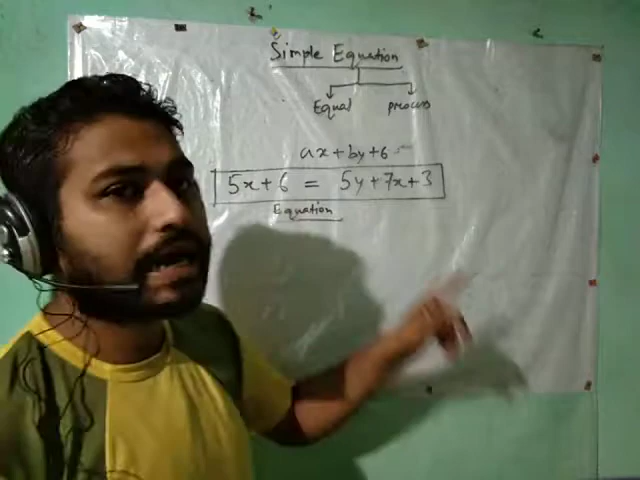 Simple Equation
Equal process
ax+by+6
5x+6 = 5y+7x+3
Equation